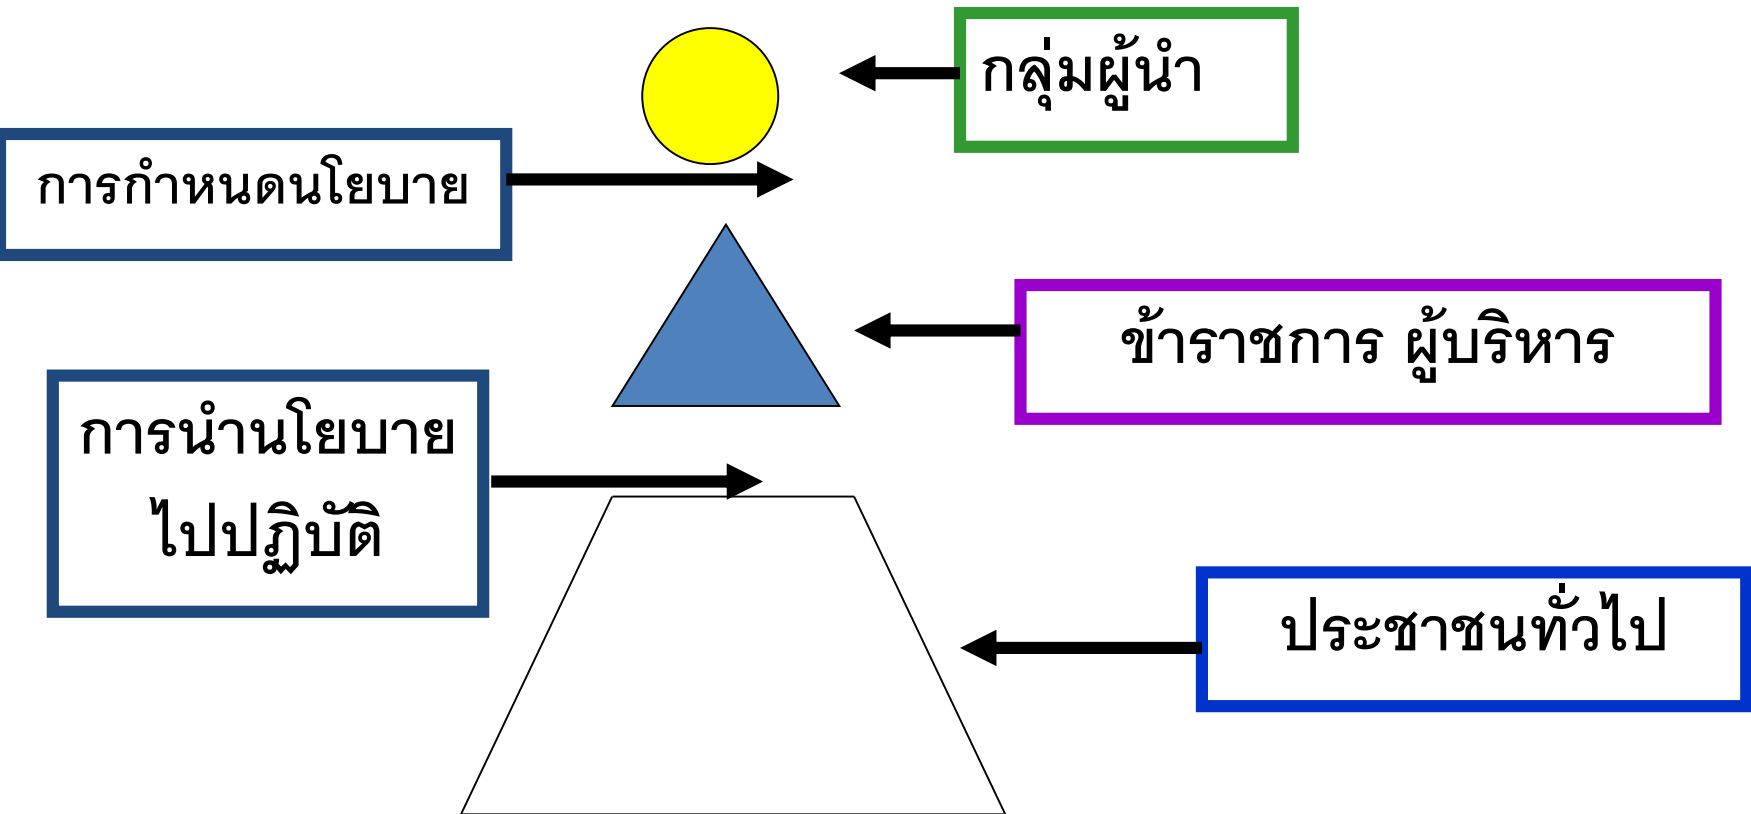 กลุ่มผู้นำ
การกำหนดนโยบาย
ข้าราชการ ผู้บริหาร
การนำนโยบาย
ไปปฏิบัติ
ประชาชนทั่วไป